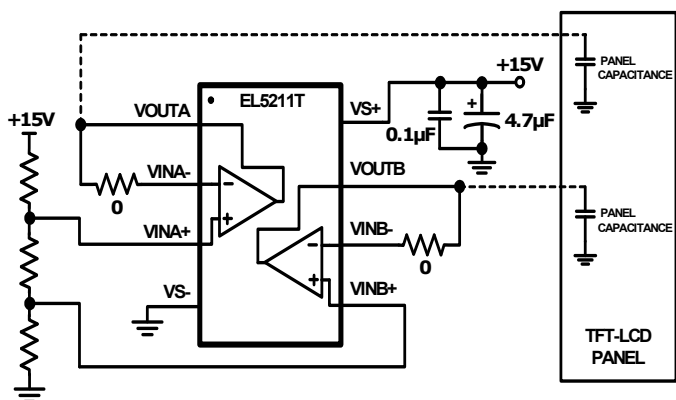 EL5211T
VOUTA
VS+
+15V
PANEL
CAPACITANCE
+15V
+
0.1µF
4.7µF
VOUTB
VINA-
-
0
VINA+
+
PANEL
CAPACITANCE
VINB-
-
0
VINB+
+
VS-
TFT-LCD
PANEL